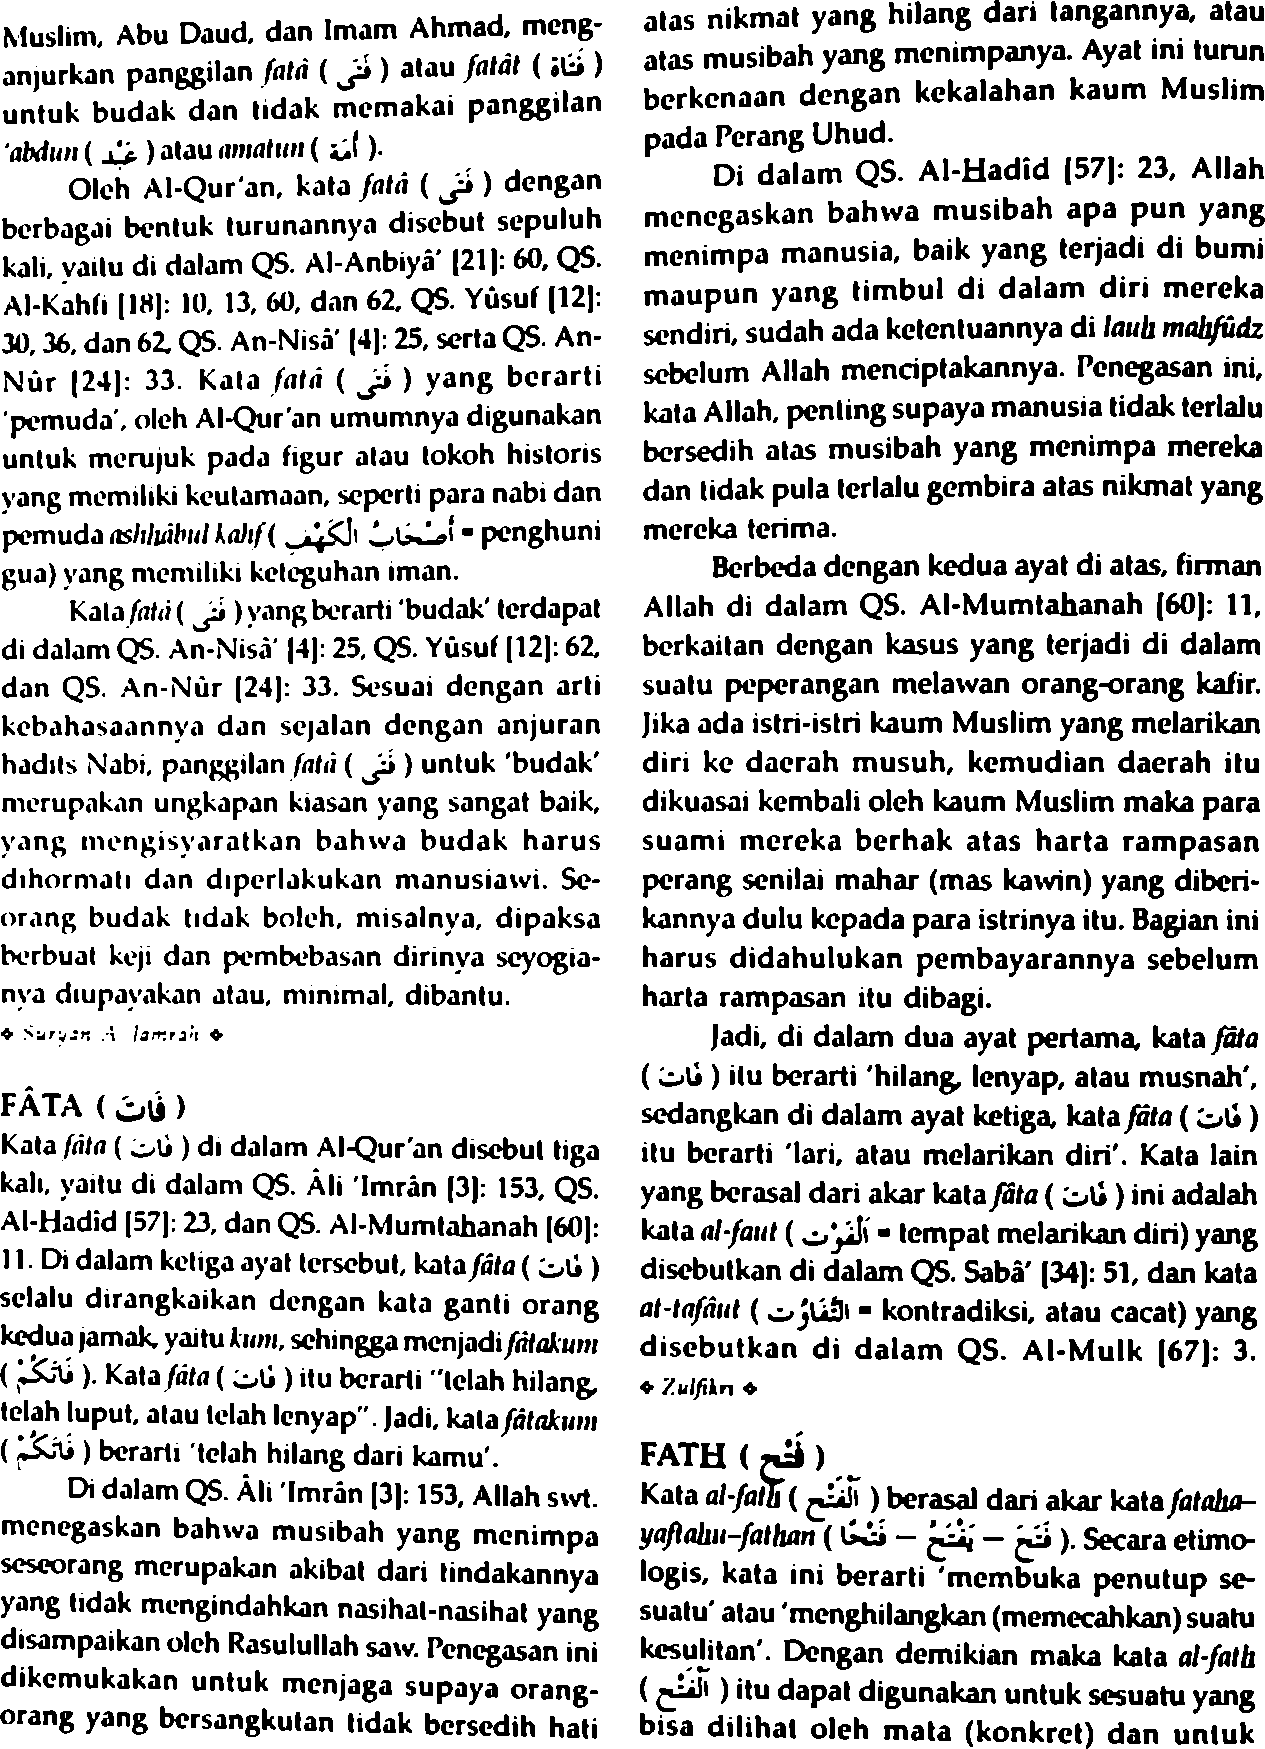 Muslim, Abu Daud, dan Imam Ahmad, meng-
anjurkan panggilan fatâ ( فَتًى ) atau fatât ( فَتَاة )
untuk budak dan tidak memakai panggilan
'abdun ( عَبْد ) atau amatun ( أَمَة ).
Oleh Al-Qur'an, kata fatâ ( فَتًى ) dengan
berbagai bentuk turunannya disebut sepuluh
kali, yaitu di dalam QS. Al-Anbiyâ' [21]: 60, QS.
Al-Kahfi [18]: 10, 13, 60, dan 62, QS. Yûsuf [12]:
30, 36, dan 62, QS. An-Nisâ' [4]: 25, serta QS. An-
Nûr [24]: 33. Kata fatâ ( فَتًى ) yang berarti
'pemuda', oleh Al-Qur'an umumnya digunakan
untuk merujuk pada figur atau tokoh historis
yang memiliki keutamaan, seperti para nabi dan
pemuda ashhâbul kahf ( أَصْحَابُ الْكَهْفِ = penghuni
gua) yang memiliki keteguhan iman.
Kata fatâ ( فَتًى ) yang berarti 'budak' terdapat
di dalam QS. An-Nisâ' [4]: 25, QS. Yûsuf [12]: 62,
dan QS. An-Nûr [24]: 33. Sesuai dengan arti
kebahasaannya dan sejalan dengan anjuran
hadits Nabi, panggilan fatâ ( فَتًى ) untuk 'budak'
merupakan ungkapan kiasan yang sangat baik,
yang mengisyaratkan bahwa budak harus
dihormati dan diperlakukan manusiawi. Se-
orang budak tidak boleh, misalnya, dipaksa
berbuat keji dan pembebasan dirinya seyogia-
nya diupayakan atau, minimal, dibantu.
❖ Suryan A. Jamrah ❖
FÂTA ( فَاتَ )
Kata fâta ( فَاتَ ) di dalam Al-Qur'an disebut tiga
kali, yaitu di dalam QS. Âli 'Imrân [3]: 153, QS.
Al-Hadîd [57]: 23, dan QS. Al-Mumtahanah [60]:
11. Di dalam ketiga ayat tersebut, kata fâta ( فَاتَ )
selalu dirangkaikan dengan kata ganti orang
kedua jamak, yaitu kum, sehingga menjadi fâtakum
( فَاتَكُمْ ). Kata fâta ( فَاتَ ) itu berarti "telah hilang,
telah luput, atau telah lenyap". Jadi, kata fâtakum
( فَاتَكُمْ ) berarti 'telah hilang dari kamu'.
Di dalam QS. Âli 'Imrân [3]: 153, Allah swt.
menegaskan bahwa musibah yang menimpa
seseorang merupakan akibat dari tindakannya
yang tidak mengindahkan nasihat-nasihat yang
disampaikan oleh Rasulullah saw. Penegasan ini
dikemukakan untuk menjaga supaya orang-
orang yang bersangkutan tidak bersedih hati
atas nikmat yang hilang dari tangannya, atau
atas musibah yang menimpanya. Ayat ini turun
berkenaan dengan kekalahan kaum Muslim
pada Perang Uhud.
Di dalam QS. Al-Hadîd [57]: 23, Allah
menegaskan bahwa musibah apa pun yang
menimpa manusia, baik yang terjadi di bumi
maupun yang timbul di dalam diri mereka
sendiri, sudah ada ketentuannya di lauh mahfûdz
sebelum Allah menciptakannya. Penegasan ini,
kata Allah, penting supaya manusia tidak terlalu
bersedih atas musibah yang menimpa mereka
dan tidak pula terlalu gembira atas nikmat yang
mereka terima.
Berbeda dengan kedua ayat di atas, firman
Allah di dalam QS. Al-Mumtahanah [60]: 11,
berkaitan dengan kasus yang terjadi di dalam
suatu peperangan melawan orang-orang kafir.
Jika ada istri-istri kaum Muslim yang melarikan
diri ke daerah musuh, kemudian daerah itu
dikuasai kembali oleh kaum Muslim maka para
suami mereka berhak atas harta rampasan
perang senilai mahar (mas kawin) yang diberi-
kannya dulu kepada para istrinya itu. Bagian ini
harus didahulukan pembayarannya sebelum
harta rampasan itu dibagi.
Jadi, di dalam dua ayat pertama, kata fâta
( فَاتَ ) itu berarti 'hilang, lenyap, atau musnah',
sedangkan di dalam ayat ketiga, kata fâta ( فَاتَ )
itu berarti 'lari, atau melarikan diri'. Kata lain
yang berasal dari akar kata fâta ( فَاتَ ) ini adalah
kata al-faut ( اَلْفَوْت = tempat melarikan diri) yang
disebutkan di dalam QS. Sabâ' [34]: 51, dan kata
at-tafâut ( التَّفَاوُت = kontradiksi, atau cacat) yang
disebutkan di dalam QS. Al-Mulk [67]: 3.
❖ Zulfikri ❖
FATH ( فَتْح )
Kata al-fath ( اَلْفَتْح ) berasal dari akar kata fataha–
yaftahu–fathan ( فَتَحَ – يَفْتَحُ – فَتْحًا ). Secara etimo-
logis, kata ini berarti 'membuka penutup se-
suatu' atau 'menghilangkan (memecahkan) suatu
kesulitan'. Dengan demikian maka kata al-fath
( اَلْفَتْح ) itu dapat digunakan untuk sesuatu yang
bisa dilihat oleh mata (konkret) dan untuk